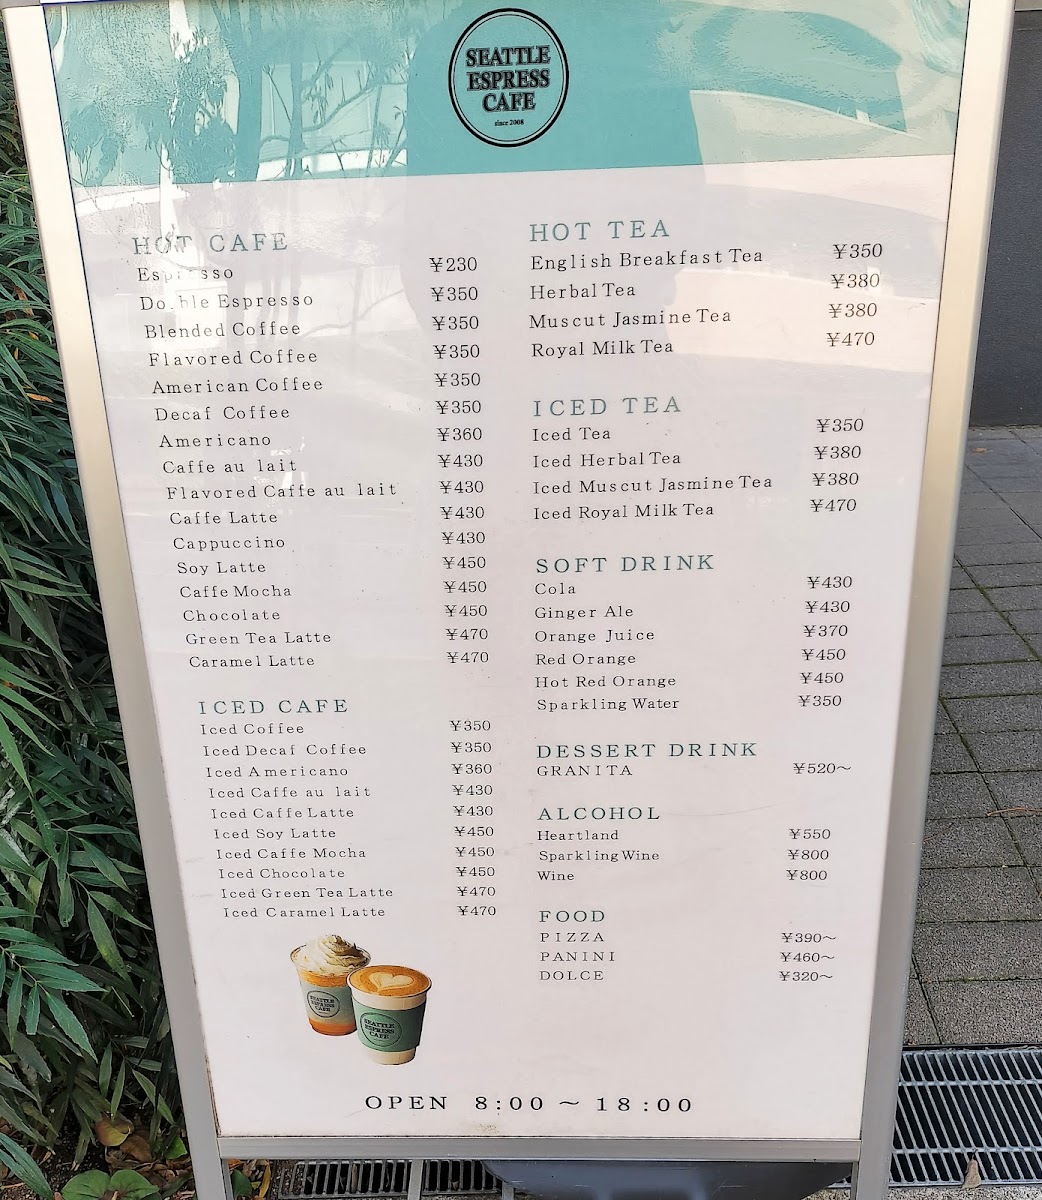 SEATTLE
ESPRESS
CAFE
since 2008
HOT CAFE
Espresso ¥230
Double Espresso ¥350
Blended Coffee ¥350
Flavored Coffee ¥350
American Coffee ¥350
Decaf Coffee ¥350
Americano ¥360
Caffe au lait ¥430
Flavored Caffe au lait ¥430
Caffe Latte ¥430
Cappuccino ¥430
Soy Latte ¥450
Caffe Mocha ¥450
Chocolate ¥450
Green Tea Latte ¥470
Caramel Latte ¥470
ICED CAFE
Iced Coffee ¥350
Iced Decaf Coffee ¥350
Iced Americano ¥360
Iced Caffe au lait ¥430
Iced Caffe Latte ¥430
Iced Soy Latte ¥450
Iced Caffe Mocha ¥450
Iced Chocolate ¥450
Iced Green Tea Latte ¥470
Iced Caramel Latte ¥470
HOT TEA
English Breakfast Tea ¥350
Herbal Tea ¥380
Muscut Jasmine Tea ¥380
Royal Milk Tea ¥470
ICED TEA
Iced Tea ¥350
Iced Herbal Tea ¥380
Iced Muscut Jasmine Tea ¥380
Iced Royal Milk Tea ¥470
SOFT DRINK
Cola ¥430
Ginger Ale ¥430
Orange Juice ¥370
Red Orange ¥450
Hot Red Orange ¥450
Sparkling Water ¥350
DESSERT DRINK
GRANITA ¥520～
ALCOHOL
Heartland ¥550
Sparkling Wine ¥800
Wine ¥800
FOOD
PIZZA ¥390～
PANINI ¥460～
DOLCE ¥320～
SEATTLE
ESPRESS
CAFE
SEATTLE
ESPRESS
CAFE
OPEN 8:00～18:00